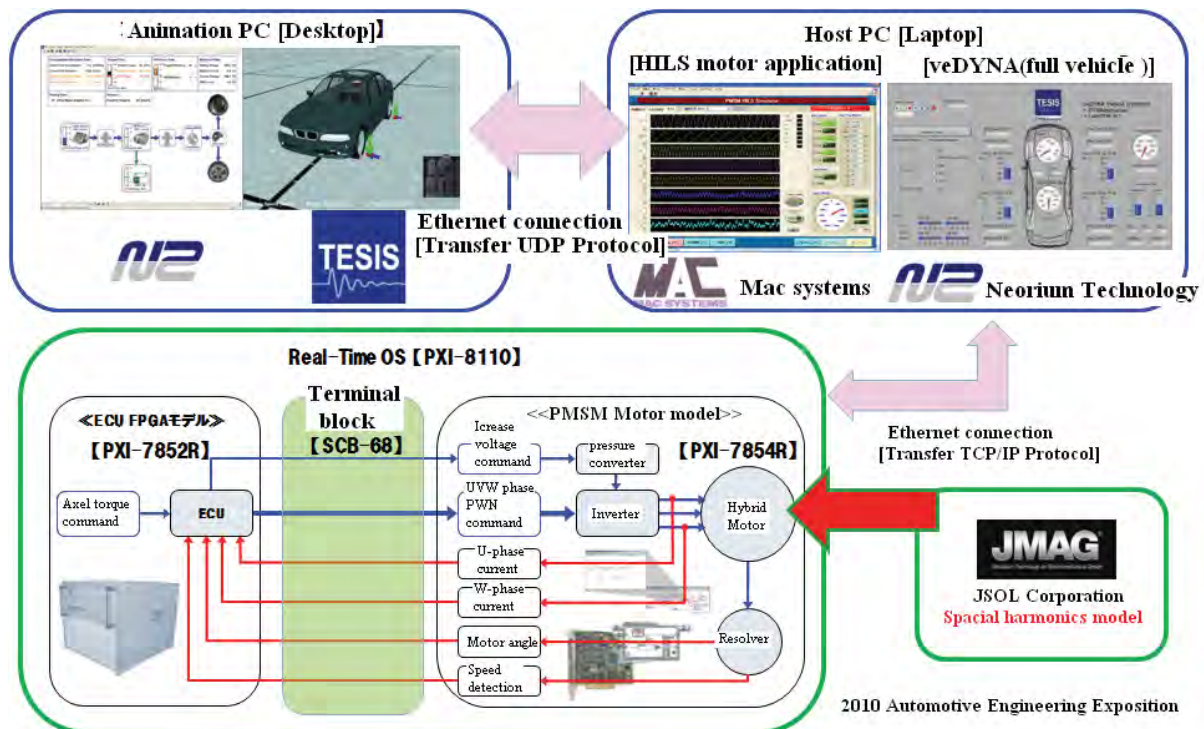 Animation PC [Desktop]】
Host PC [Laptop]
[HILS motor application]
[veDYNA(full vehicle )]
TESIS
Ethernet connection
[Transfer UDP Protocol]
TESIS
MAC
MAC SYSTEMS
Mac systems
Neorium Technology
Real-Time OS【PXI-8110】
Terminal
block
【SCB-68】
≪ECU FPGAモデル≫
【PXI-7852R】
<<PMSM Motor model>>
【PXI-7854R】
Icrease
voltage
command
pressure
converter
Axel torque
command
ECU
UVW phase
PWN
command
Inverter
Hybrid
Motor
U-phase
current
W-phase
current
Motor angle
Resolver
Speed
detection
Ethernet connection
[Transfer TCP/IP Protocol]
JMAG
JSOL Corporation
Spacial harmonics model
2010 Automotive Engineering Exposition